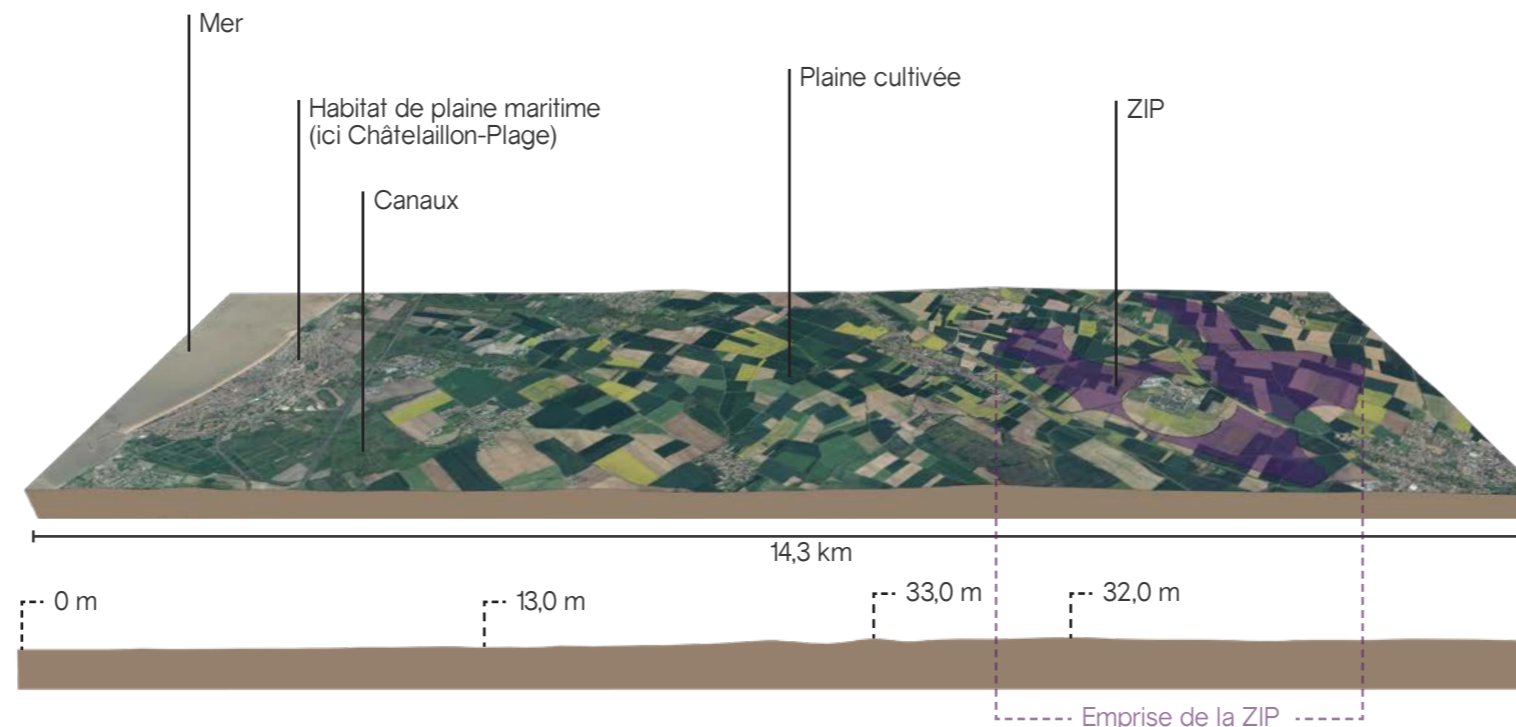 Mer
Habitat de plaine maritime
(ici Châtelaillon-Plage)
Canaux
Plaine cultivée
ZIP
14,3 km
0 m
13,0 m
33,0 m
32,0 m
Emprise de la ZIP